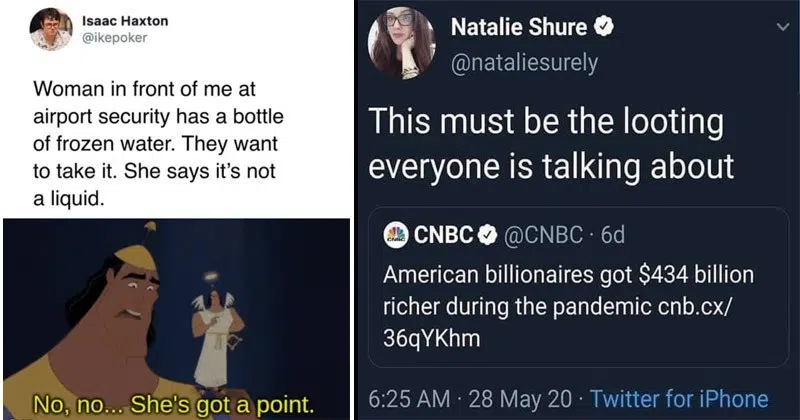 Isaac Haxton
@ikepoker
Woman in front of me at
airport security has a bottle
of frozen water. They want
to take it. She says it’s not
a liquid.
No, no... She's got a point.
Natalie Shure
@nataliesurely
This must be the looting
everyone is talking about
CNBC @CNBC · 6d
American billionaires got $434 billion
richer during the pandemic cnb.cx/
36qYKhm
6:25 AM · 28 May 20 · Twitter for iPhone